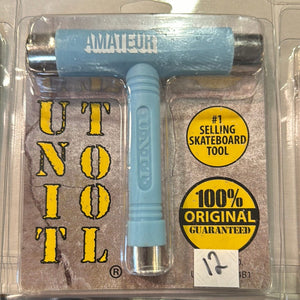 AMATEUR
UNIT
TOOL
®
#1
SELLING
SKATEBOARD
TOOL
100%
ORIGINAL
GUARANTEED
12